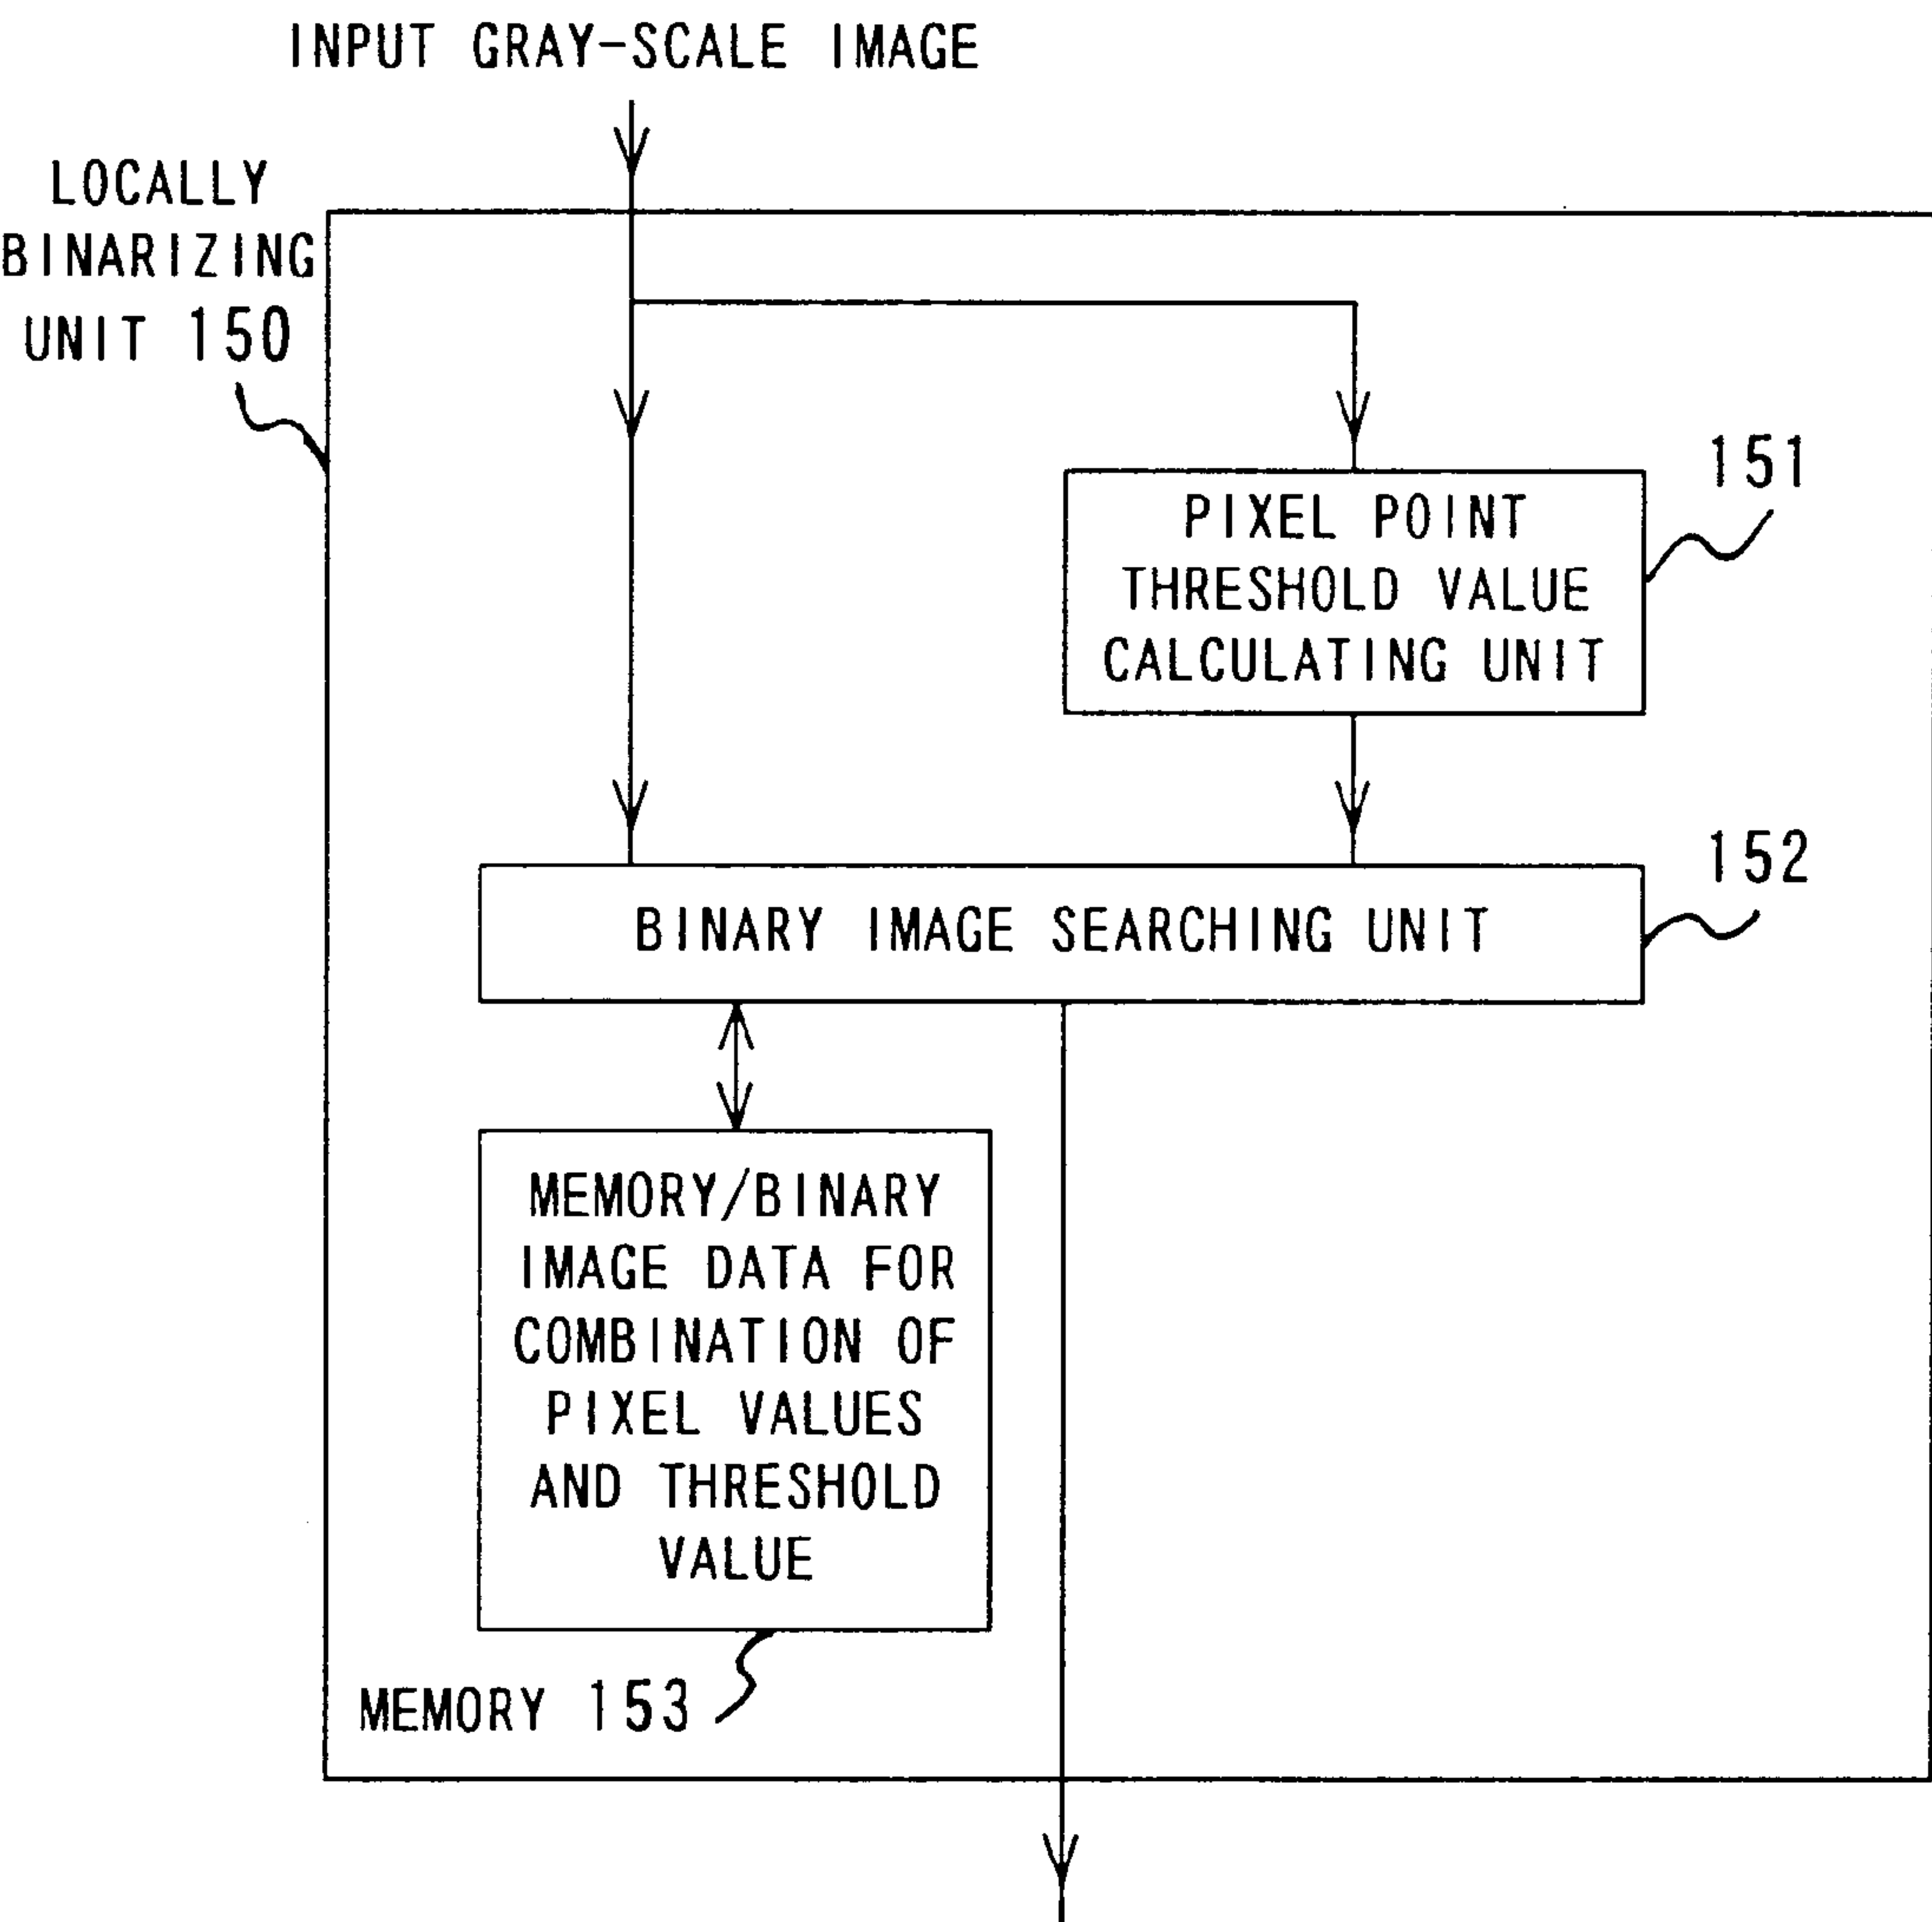 INPUT GRAY-SCALE IMAGE
LOCALLY
BINARIZING
UNIT 150
151
PIXEL POINT
THRESHOLD VALUE
CALCULATING UNIT
152
BINARY IMAGE SEARCHING UNIT
MEMORY/BINARY
IMAGE DATA FOR
COMBINATION OF
PIXEL VALUES
AND THRESHOLD
VALUE
MEMORY 153